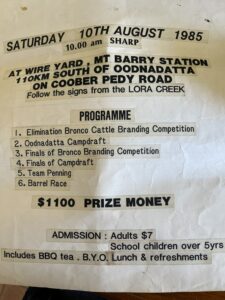 SATURDAY 10TH AUGUST 1985
10.00 am SHARP
AT WIRE YARD, MT BARRY STATION
110KM SOUTH OF OODNADATTA
ON COOBER PEDY ROAD
Follow the signs from the LORA CREEK
PROGRAMME
1. Elimination Bronco Cattle Branding Competition
2. Oodnadatta Campdraft
3. Finals of Bronco Branding Competition
4. Finals of Campdraft
5. Team Penning
6. Barrel Race
$1100 PRIZE MONEY
ADMISSION : Adults $7
School children over 5yrs
Includes BBQ tea . B.Y.O. Lunch & refreshments